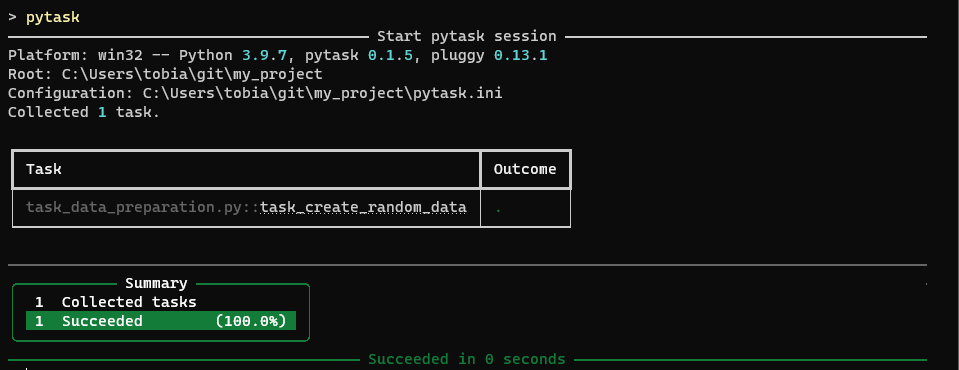 > pytask
Start pytask session
Platform: win32 -- Python 3.9.7, pytask 0.1.5, pluggy 0.13.1
Root: C:\Users\tobia\git\my_project
Configuration: C:\Users\tobia\git\my_project\pytask.ini
Collected 1 task.
Task Outcome
task_data_preparation.py::task_create_random_data .
Summary
1 Collected tasks
1 Succeeded (100.0%)
Succeeded in 0 seconds